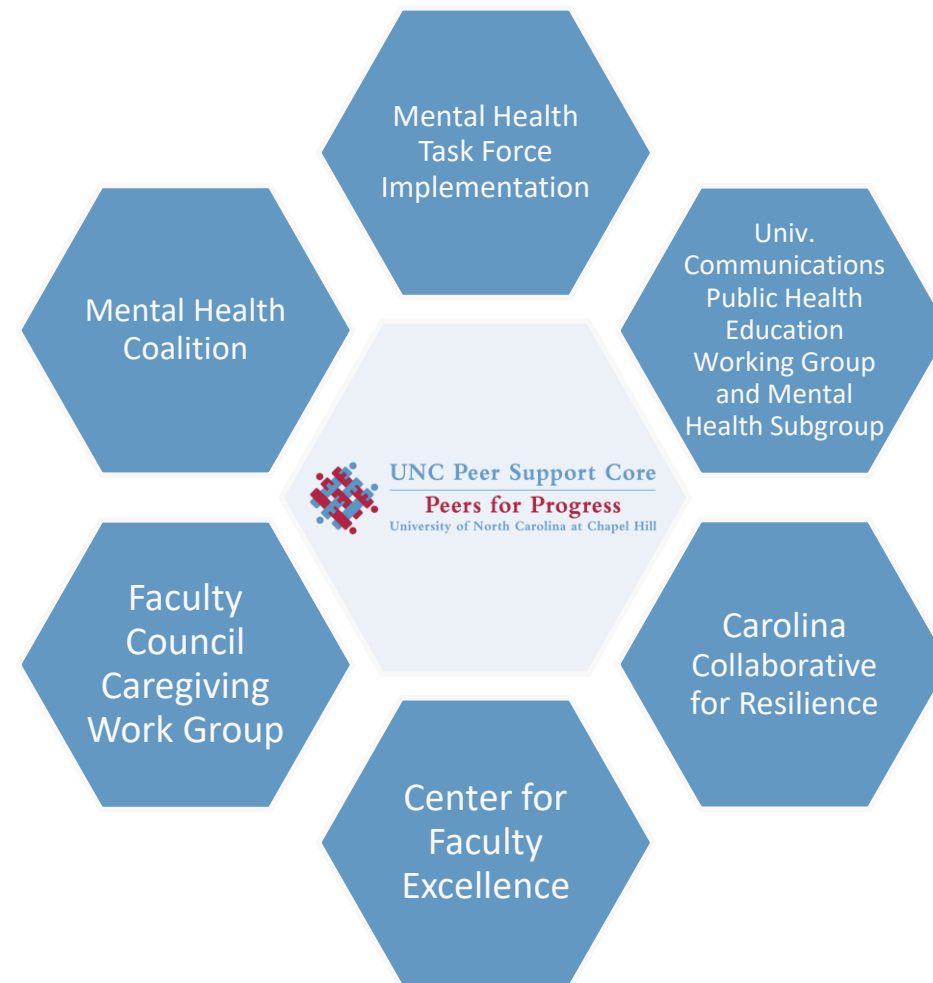 Mental Health
Task Force
Implementation
Univ.
Communications
Public Health
Education
Working Group
and Mental
Health Subgroup
Mental Health
Coalition
UNC Peer Support Core
Peers for Progress
University of North Carolina at Chapel Hill
Faculty
Council
Caregiving
Work Group
Carolina
Collaborative
for Resilience
Center for
Faculty
Excellence